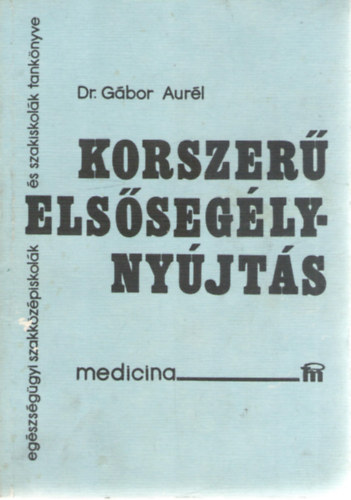 Dr. Gábor Aurél
KORSZERŰ
ELSŐSEGÉLY-
NYÚJTÁS
medicina
egészségügyi szakközépiskolák és szakiskolák tankönyve